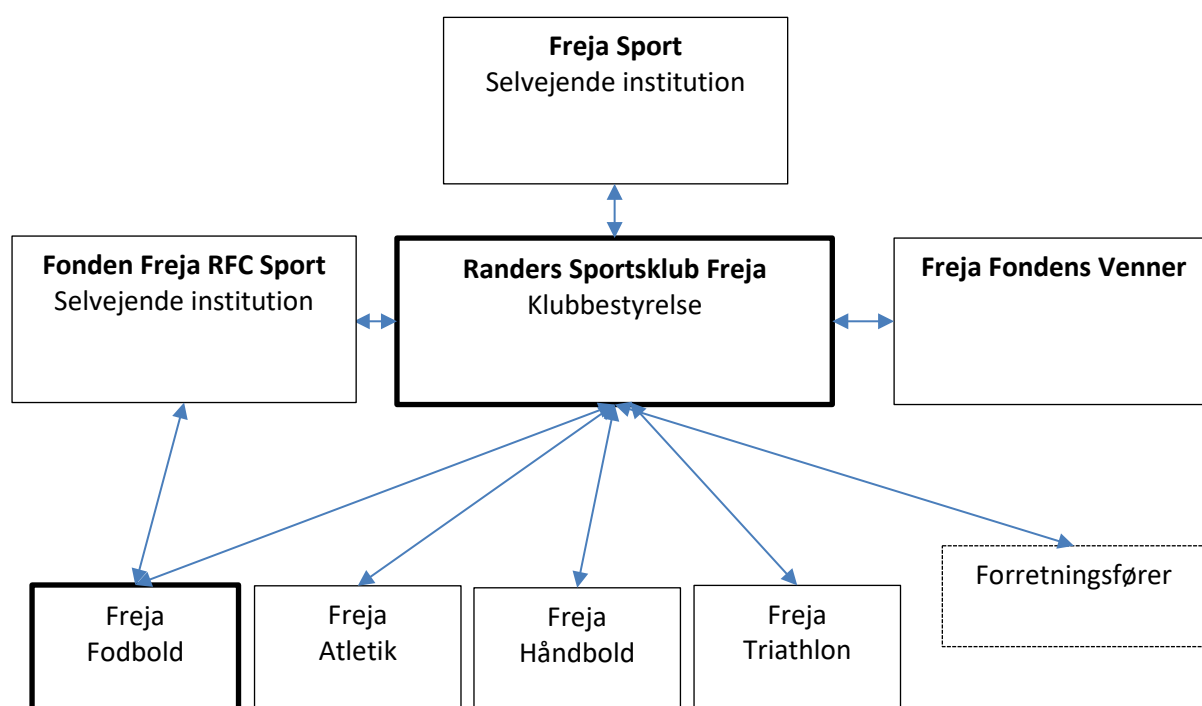 Freja Sport
Selvejende institution
Fonden Freja RFC Sport
Selvejende institution
Randers Sportsklub Freja
Klubbestyrelse
Freja Fondens Venner
Freja
Fodbold
Freja
Atletik
Freja
Håndbold
Freja
Triathlon
Forretningsfører